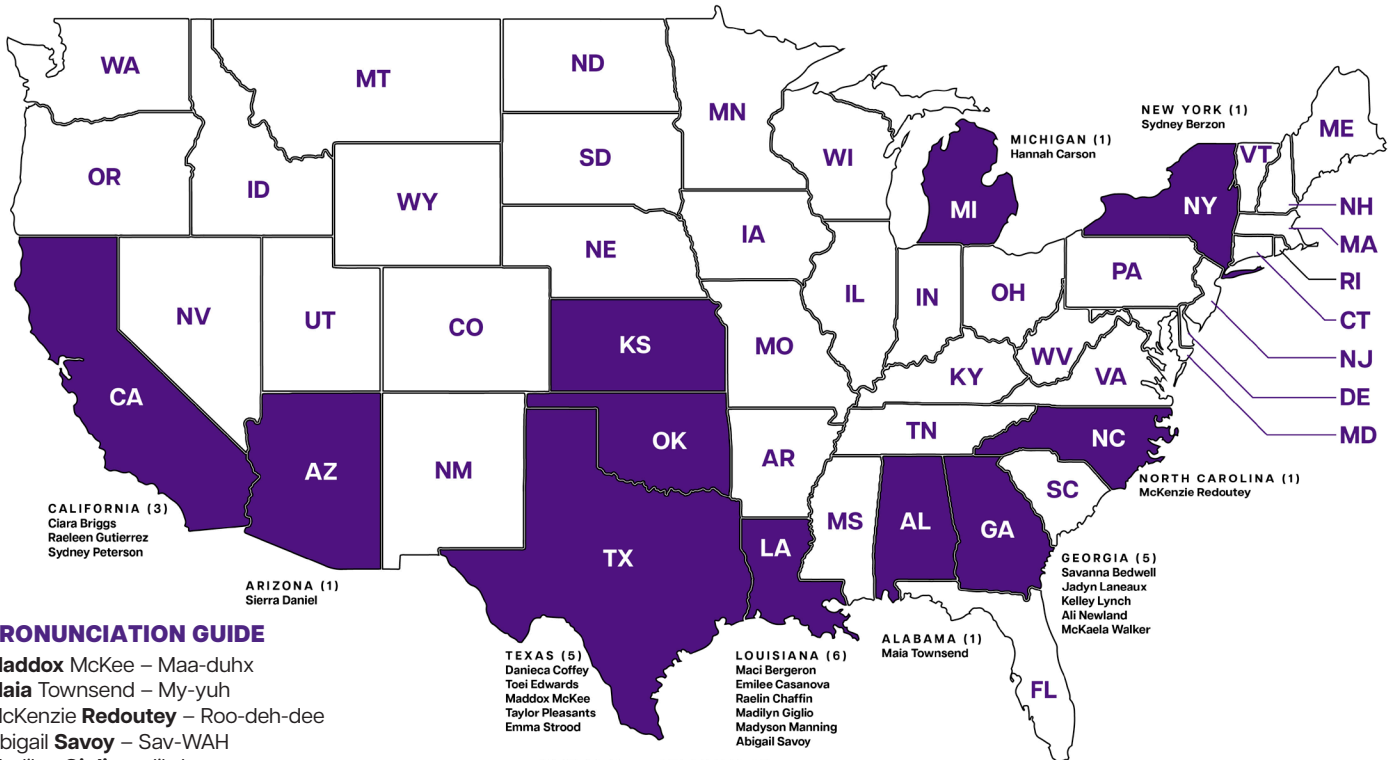 WA
MT
ND
MN
OR
ID
WY
SD
WI
MICHIGAN (1)
Hannah Carson
MI
NEW YORK (1)
Sydney Berzon
NY
VT
ME
NH
MA
RI
CT
NJ
DE
MD
NE
IA
NV
UT
CO
KS
MO
IL
IN
OH
PA
WV
VA
KY
CA
AZ
NM
OK
AR
TN
NC
SC
MS
AL
GA
TX
LA
FL
CALIFORNIA (3)
Ciara Briggs
Raeleen Gutierrez
Sydney Peterson
ARIZONA (1)
Sierra Daniel
NORTH CAROLINA (1)
McKenzie Redoutey
GEORGIA (5)
Savanna Bedwell
Jadyn Laneaux
Kelley Lynch
Ali Newland
McKaela Walker
ALABAMA (1)
Maia Townsend
TEXAS (5)
Danieca Coffey
Toei Edwards
Maddox McKee
Taylor Pleasants
Emma Strood
LOUISIANA (6)
Maci Bergeron
Emilee Casanova
Raelin Chaffin
Madilyn Giglio
Madyson Manning
Abigail Savoy
RONUNCIATION GUIDE
addox McKee – Maa-duhx
aia Townsend – My-yuh
cKenzie Redoutey – Roo-deh-dee
bigail Savoy – Sav-WAH